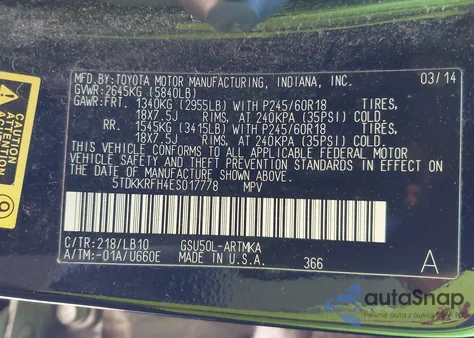 MFD. BY: TOYOTA MOTOR MANUFACTURING, INDIANA, INC. 03/14
GVWR: 2645KG (5840LB)
GAWR: FRT. 1340KG (2955LB) WITH P245/60R18 TIRES,
18X7.5J RIMS, AT 240KPA (35PSI) COLD.
RR. 1545KG (3415LB) WITH P245/60R18 TIRES,
18X7.5J RIMS, AT 240KPA (35PSI) COLD.
THIS VEHICLE CONFORMS TO ALL APPLICABLE FEDERAL MOTOR
VEHICLE SAFETY AND THEFT PREVENTION STANDARDS IN EFFECT ON
THE DATE OF MANUFACTURE SHOWN ABOVE.
5TDKKRFH4ES017778 MPV
C/TR:218/LB10 GSU50L-ARTMKA
A/TM:-01A/U660E MADE IN U.S.A. 366 A
CAUTION
ATTENTION
autoSnap
Pewne auta z aukcji